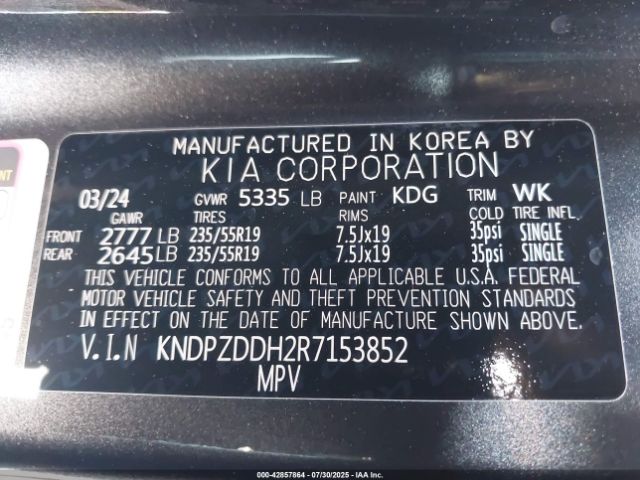 MANUFACTURED IN KOREA BY
KIA CORPORATION
03/24 GVWR 5335 LB PAINT KDG TRIM WK
GAWR TIRES RIMS COLD TIRE INFL.
FRONT 2777 LB 235/55R19 7.5Jx19 35psi SINGLE
REAR 2645 LB 235/55R19 7.5Jx19 35psi SINGLE
THIS VEHICLE CONFORMS TO ALL APPLICABLE U.S.A. FEDERAL
MOTOR VEHICLE SAFETY AND THEFT PREVENTION STANDARDS
IN EFFECT ON THE DATE OF MANUFACTURE SHOWN ABOVE.
V.I.N KNDPZDDH2R7153852
MPV
000-42857864 | 07/30/2025 - IAA Inc.